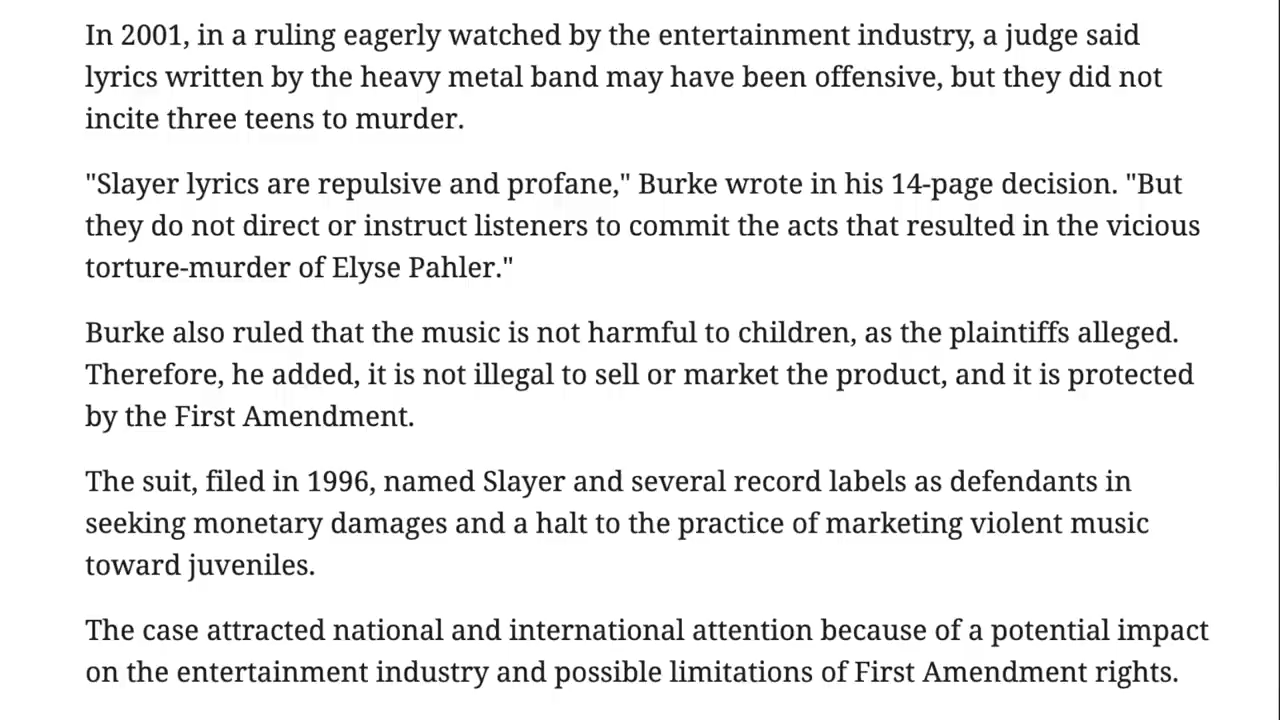 In 2001, in a ruling eagerly watched by the entertainment industry, a judge said
lyrics written by the heavy metal band may have been offensive, but they did not
incite three teens to murder.
"Slayer lyrics are repulsive and profane," Burke wrote in his 14-page decision. "But
they do not direct or instruct listeners to commit the acts that resulted in the vicious
torture-murder of Elyse Pahler."
Burke also ruled that the music is not harmful to children, as the plaintiffs alleged.
Therefore, he added, it is not illegal to sell or market the product, and it is protected
by the First Amendment.
The suit, filed in 1996, named Slayer and several record labels as defendants in
seeking monetary damages and a halt to the practice of marketing violent music
toward juveniles.
The case attracted national and international attention because of a potential impact
on the entertainment industry and possible limitations of First Amendment rights.